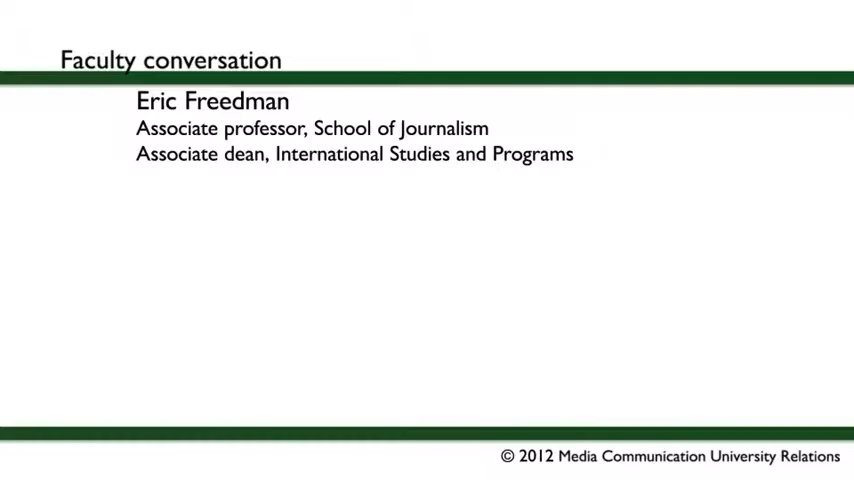 Faculty conversation
Eric Freedman
Associate professor, School of Journalism
Associate dean, International Studies and Programs
© 2012 Media Communication University Relations